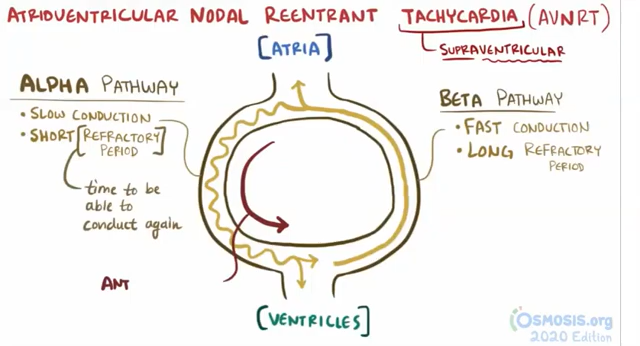 ATRIOVENTRICULAR NODAL REENTRANT TACHYCARDIA (AVNRT)
SUPRAVENTRICULAR
[ATRIA]
ALPHA PATHWAY
• SLOW CONDUCTION
• SHORT [REFRACTORY
PERIOD]
time to be
able to
conduct again
BETA PATHWAY
• FAST CONDUCTION
• LONG REFRACTORY
PERIOD
ANT
[VENTRICLES]
OSMOSIS.org
2020 Edition